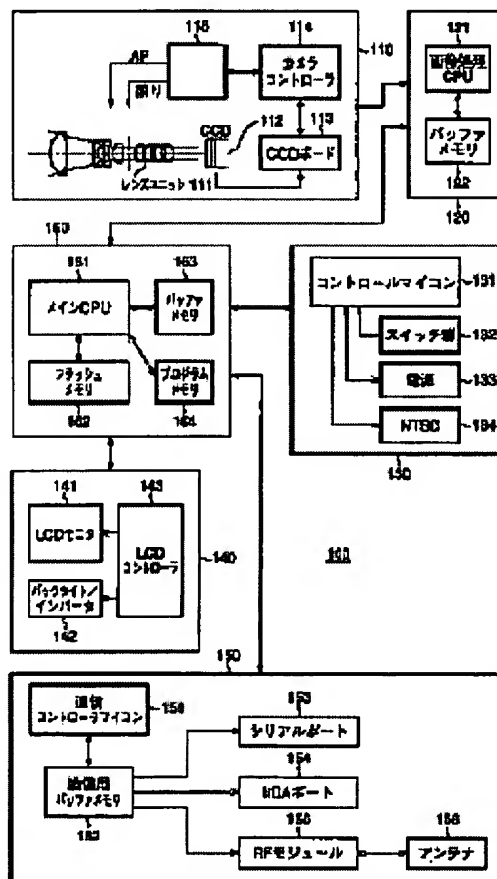 115
114
AF
絞り
カメラ
コントローラ
110
CCD
112
113
CCDボード
レンズユニット 111
121
画像処理
CPU
バッファ
メモリ
122
120
160
161
163
メインCPU
バッファ
メモリ
フラッシュ
メモリ
プログラム
メモリ
162
164
コントロールマイコン
131
スイッチ群
132
電源
133
NTSC
134
130
141
143
LCDモニタ
LCD
コントローラ
140
バックライト/
インバータ
142
100
150
通信
コントローラマイコン
153
シリアルポート
通信用
バッファメモリ
152
154
ポート
155
156
RFモジュール
アンテナ